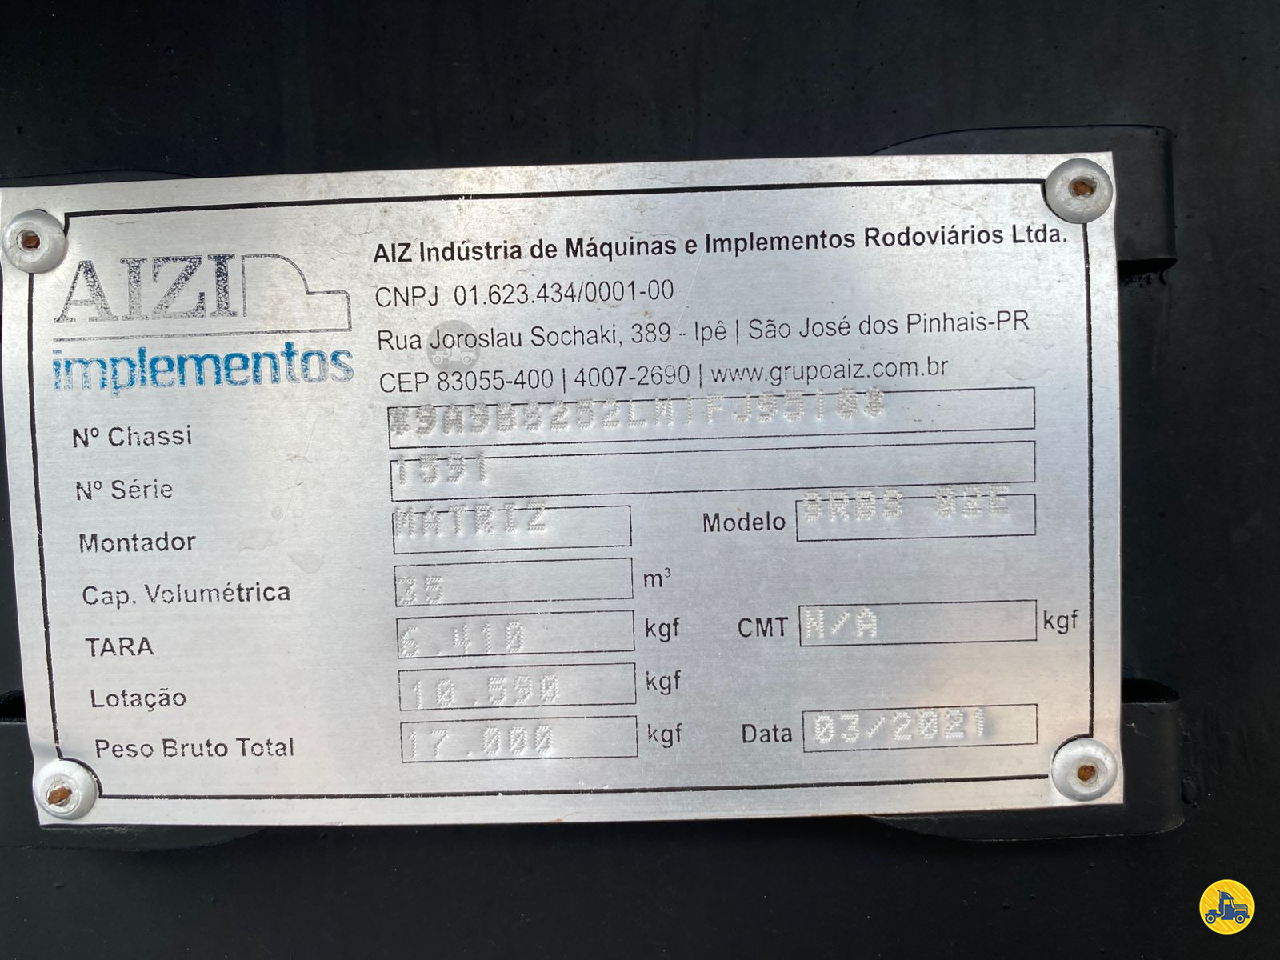 AIZ Indústria de Máquinas e Implementos Rodoviários Ltda.
AIZI
CNPJ 01.623.434/0001-00
Rua Joroslau Sochaki, 389 - Ipê | São José dos Pinhais-PR
implementos
CEP 83055-400 | 4007-2690 | www.grupoaiz.com.br
Nº Chassi
Nº Série 1591
Montador MATRIZ Modelo
Cap. Volumétrica 35 m³
TARA 6.410 kgf CMT N/A kgf
Lotação 10.590 kgf
Peso Bruto Total 17.000 kgf Data 03/2021